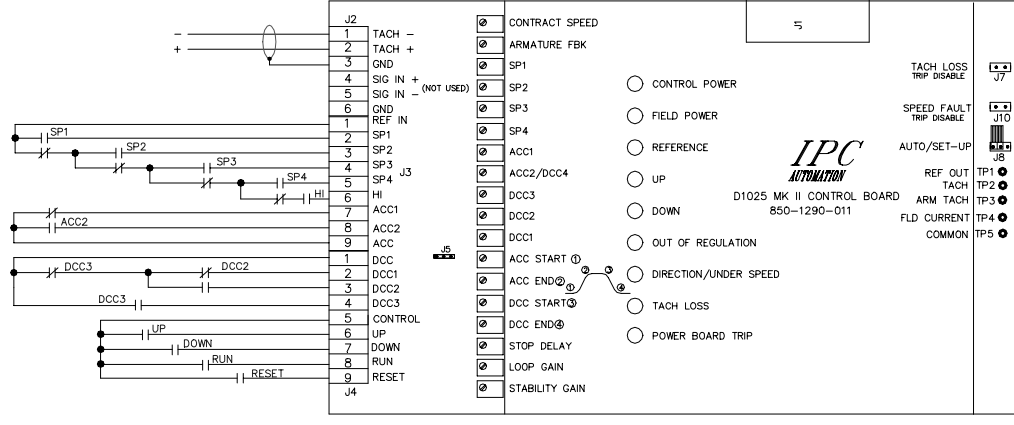 J2
1 TACH -
2 TACH +
3 GND
4 SIG IN +
5 SIG IN -
(NOT USED)
6 GND
- 
+
1 REF IN
2 SP1
3 SP2
4 SP3
5 SP4
6 HI
7 ACC1
8 ACC2
9 ACC
J3
SP1
SP2
SP3
SP4
HI
ACC2
1 DCC
2 DCC1
3 DCC2
4 DCC3
5 CONTROL
6 UP
7 DOWN
8 RUN
9 RESET
J4
DCC3
DCC2
DCC3
UP
DOWN
RUN
RESET
J5
CONTRACT SPEED
ARMATURE FBK
SP1
SP2
SP3
SP4
ACC1
ACC2/DCC4
DCC3
DCC2
DCC1
ACC START ①
ACC END②
DCC START③
DCC END④
STOP DELAY
LOOP GAIN
STABILITY GAIN
① ② ③ ④
CONTROL POWER
FIELD POWER
REFERENCE
UP
DOWN
OUT OF REGULATION
DIRECTION/UNDER SPEED
TACH LOSS
POWER BOARD TRIP
IPC
AUTOMATION
D1025 MK II CONTROL BOARD
850-1290-011
TACH LOSS
TRIP DISABLE
J7
SPEED FAULT
TRIP DISABLE
J10
AUTO/SET-UP
J8
REF OUT TP1
TACH TP2
ARM TACH TP3
FLD CURRENT TP4
COMMON TP5